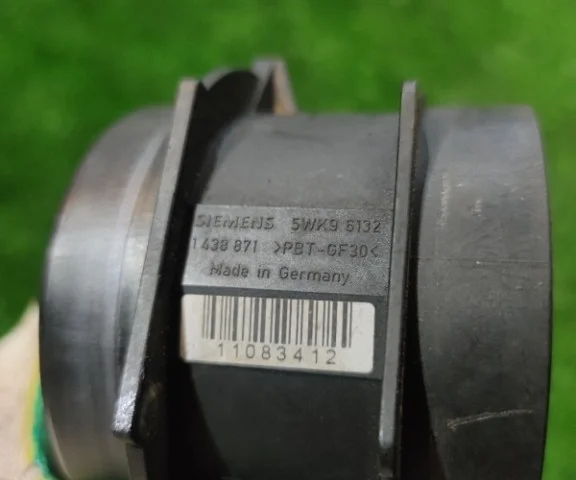 SIEMENS 5WK9 6132
1 438 871 >PBT-GF30<
Made in Germany
11083412